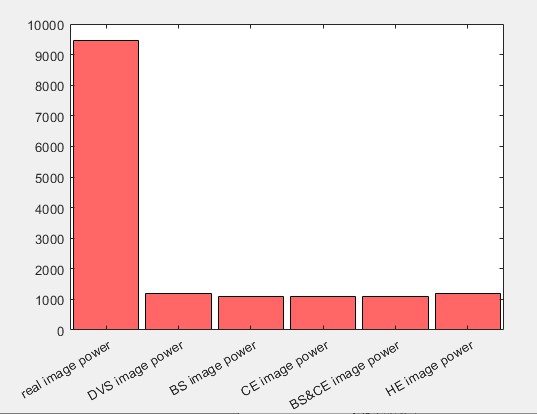 10000
9000
8000
7000
6000
5000
4000
3000
2000
1000
0
real image power
DVS image power
BS image power
CE image power
BS&CE image power
HE image power